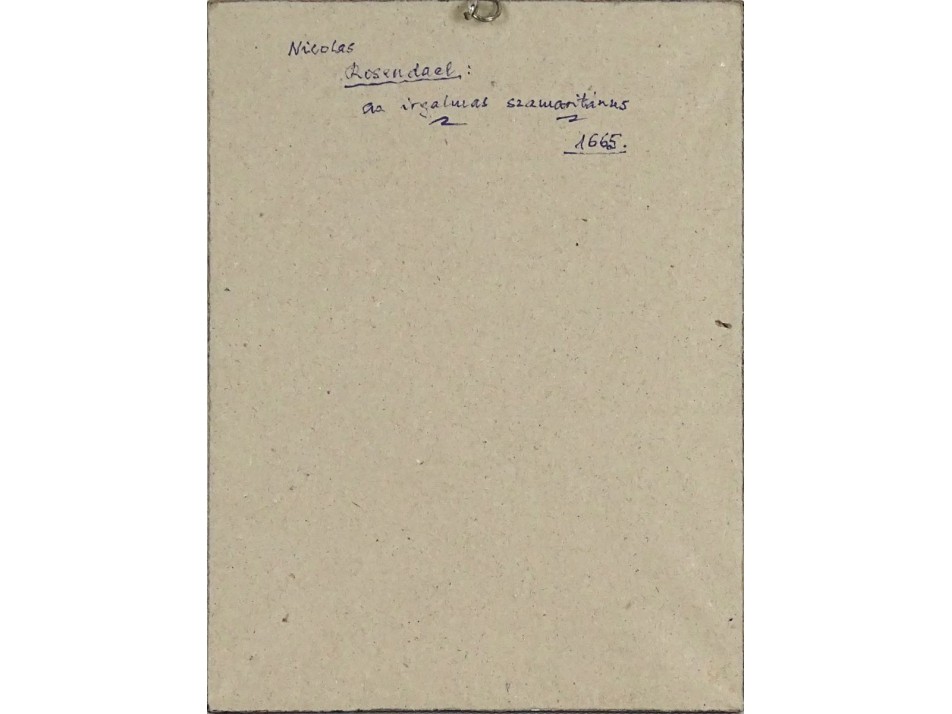 Nicolas
Rosendael:
az irgalmas szamaritánus
1665.